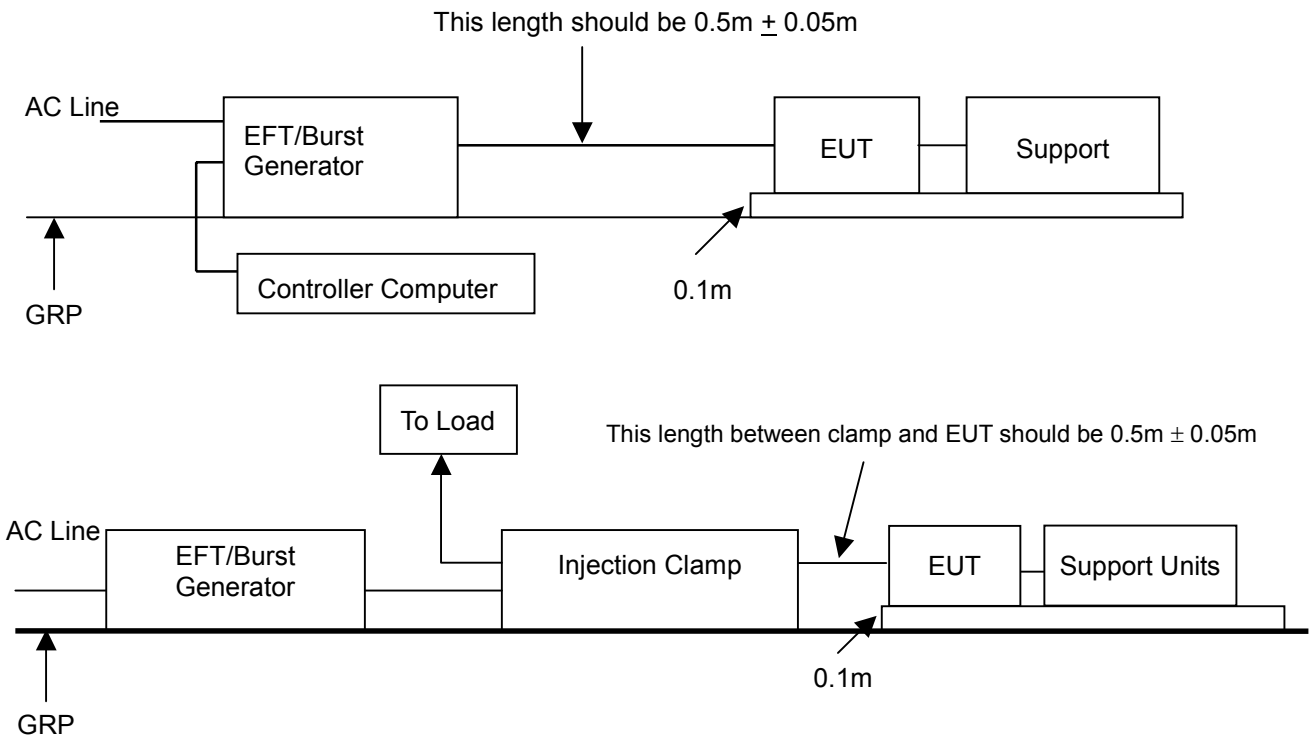 This length should be 0.5m ± 0.05m
AC Line
EFT/Burst
Generator
EUT
Support
Controller Computer
0.1m
GRP
To Load
This length between clamp and EUT should be 0.5m ± 0.05m
AC Line
EFT/Burst
Generator
Injection Clamp
EUT
Support Units
0.1m
GRP